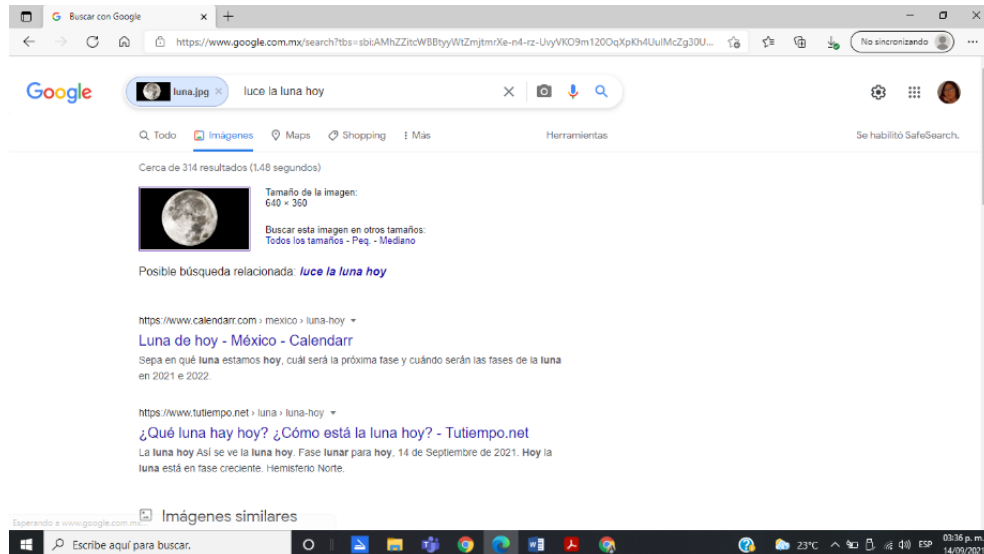 Buscar con Google
https://www.google.com.mx/search?tbs=sbi:AMhZZitcWBBtyyWtZmjtmrXe-n4-rz-UvyVKO9m120OqXpKh4UulMcZg30U...
No sincronizando
Google
luna.jpg
luce la luna hoy
Todo
Imágenes
Maps
Shopping
Más
Herramientas
Se habilitó SafeSearch.
Cerca de 314 resultados (1.48 segundos)
Tamaño de la imagen:
640 × 360
Buscar esta imagen en otros tamaños:
Todos los tamaños - Peq. - Mediano
Posible búsqueda relacionada: luce la luna hoy
https://www.calendarr.com › mexico › luna-hoy
Luna de hoy - México - Calendarr
Sepa en qué luna estamos hoy, cuál será la próxima fase y cuándo serán las fases de la luna
en 2021 e 2022.
https://www.tutiempo.net › luna › luna-hoy
¿Qué luna hay hoy? ¿Cómo está la luna hoy? - Tutiempo.net
La luna hoy Así se ve la luna hoy. Fase lunar para hoy, 14 de Septiembre de 2021. Hoy la
luna está en fase creciente. Hemisferio Norte.
Imágenes similares
Esperando a www.google.com.mx...
Escribe aquí para buscar.
23°C
ESP
03:36 p. m.
14/09/2021